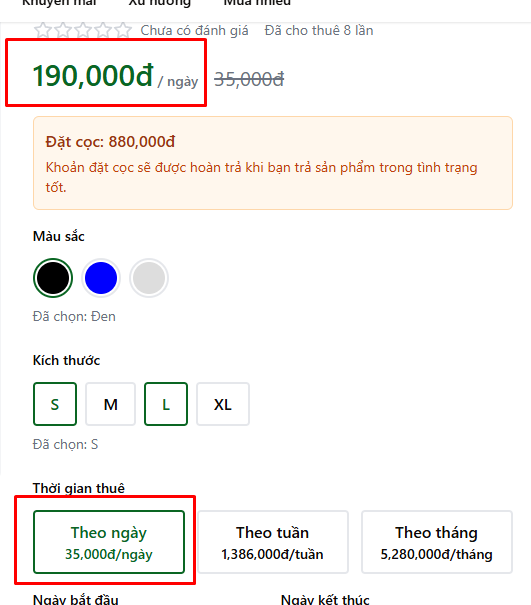 Khuyến mãi Xu hướng Mua nhiều
Chưa có đánh giá Đã cho thuê 8 lần
190,000đ / ngày 35,000đ
Đặt cọc: 880,000đ
Khoản đặt cọc sẽ được hoàn trả khi bạn trả sản phẩm trong tình trạng
tốt.
Màu sắc
Đã chọn: Đen
Kích thước
S M L XL
Đã chọn: S
Thời gian thuê
Theo ngày Theo tuần Theo tháng
35,000đ/ngày 1,386,000đ/tuần 5,280,000đ/tháng
Ngày bắt đầu Ngày kết thúc